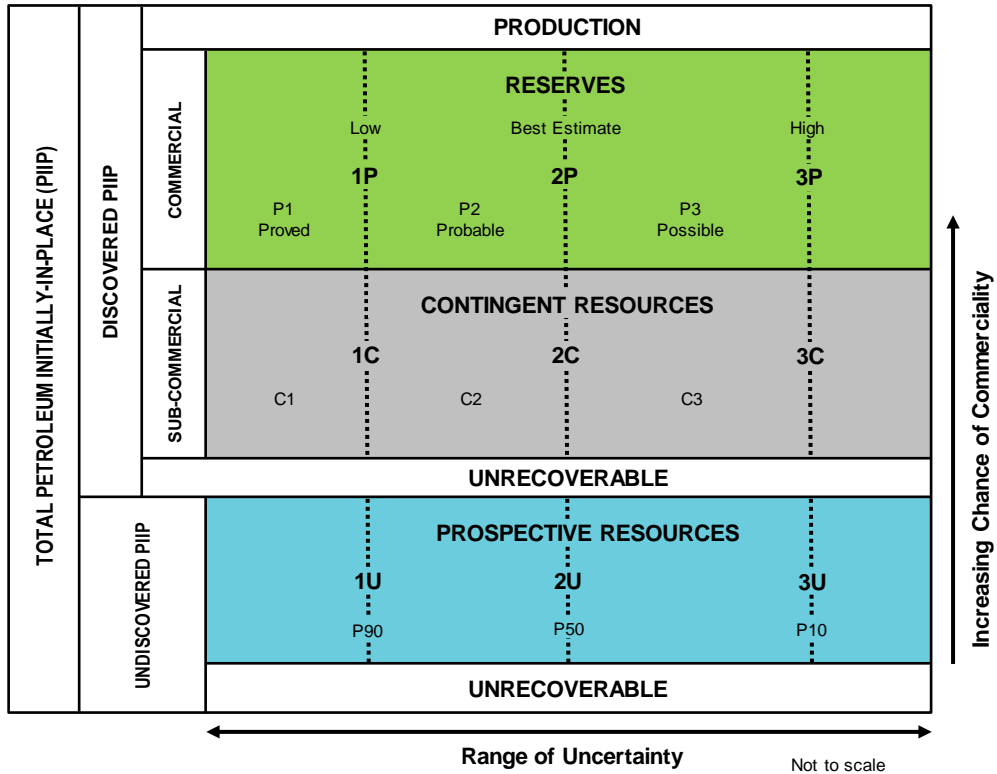 PRODUCTION
TOTAL PETROLEUM INITIALLY-IN-PLACE (PIIP)
DISCOVERED PIIP
COMMERCIAL
RESERVES
Low
Best Estimate
High
1P
2P
3P
P1
Proved
P2
Probable
P3
Possible
SUB-COMMERCIAL
CONTINGENT RESOURCES
1C
2C
3C
C1
C2
C3
UNRECOVERABLE
UNDISCOVERED PIIP
PROSPECTIVE RESOURCES
1U
2U
3U
P90
P50
P10
UNRECOVERABLE
Increasing Chance of Commerciality
Range of Uncertainty
Not to scale